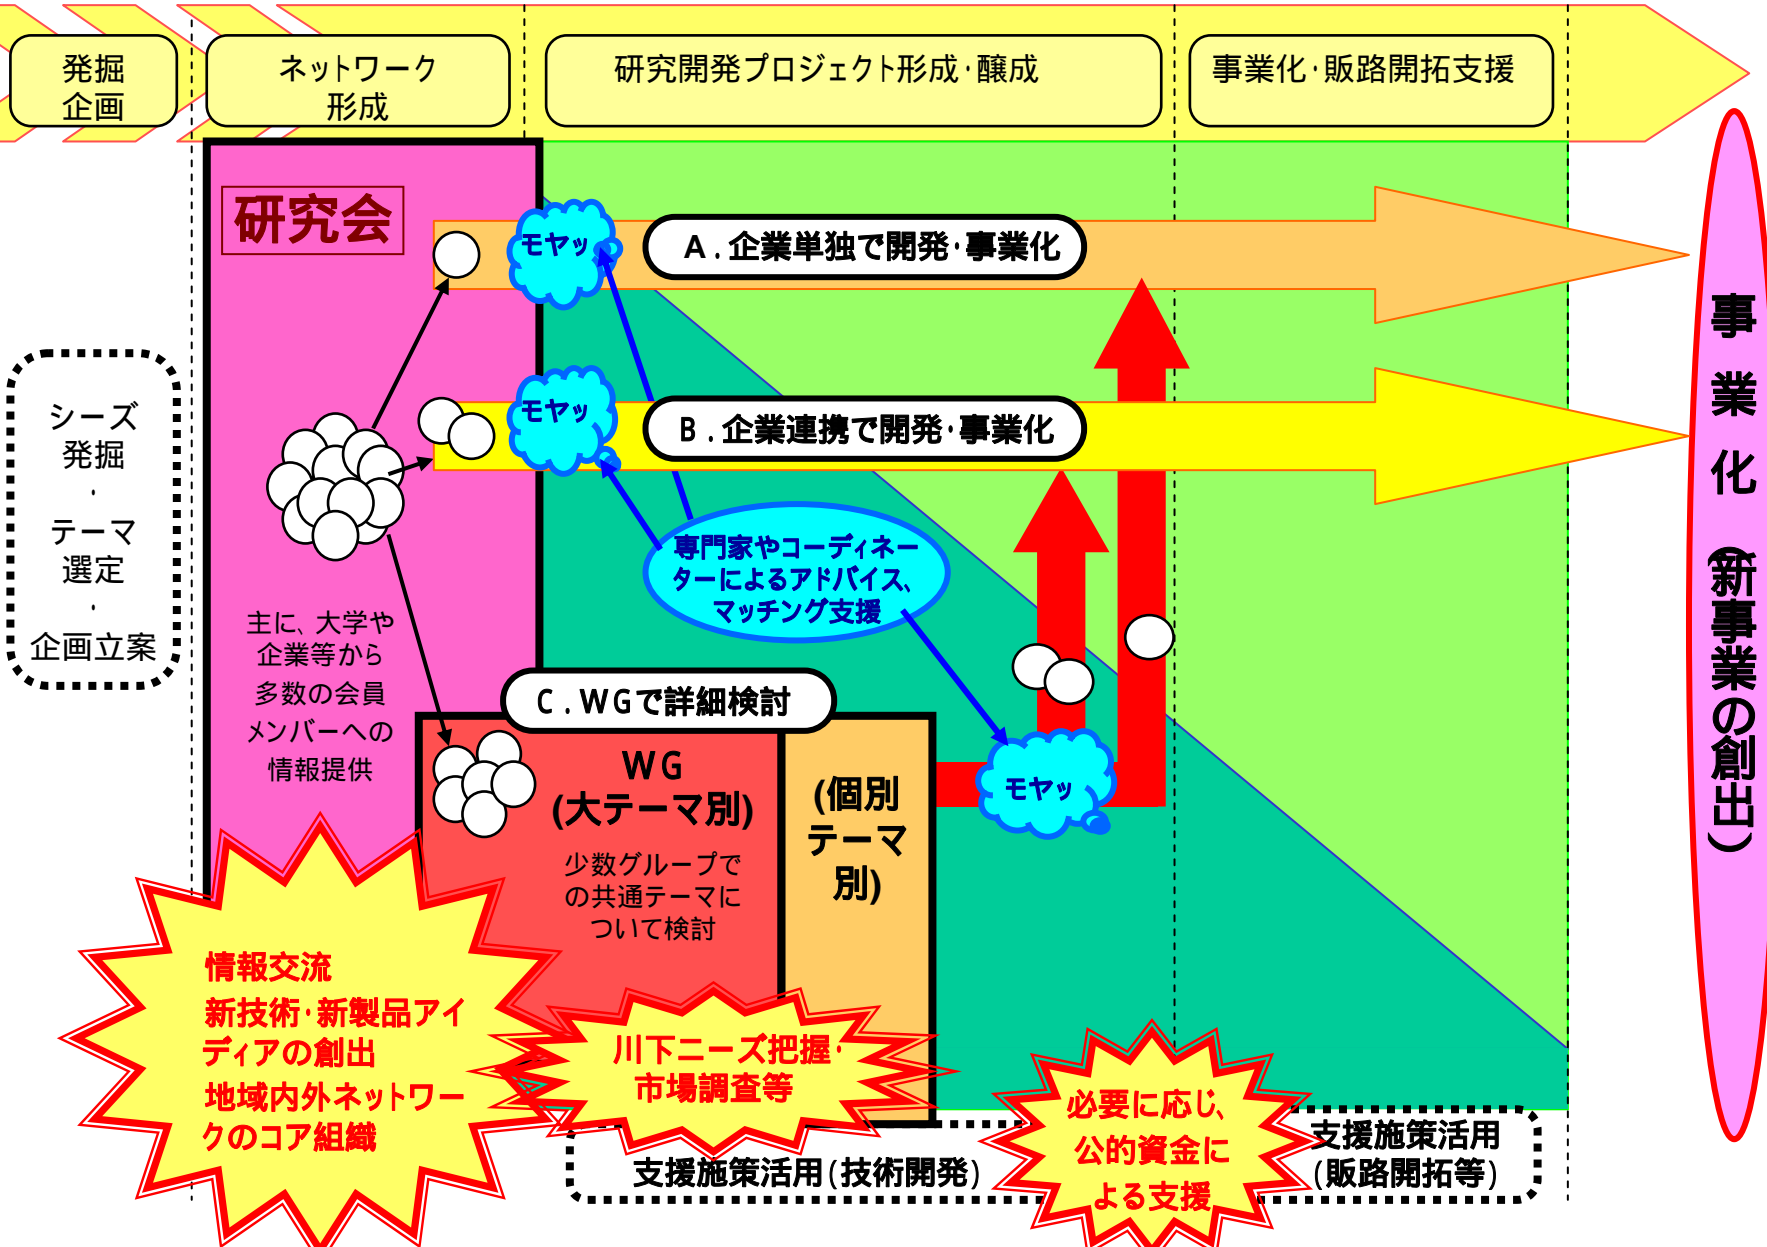 発掘
企画
ネットワーク
形成
研究開発プロジェクト形成・醸成
事業化・販路開拓支援
研究会
モヤッ
A.企業単独で開発・事業化
モヤッ
B.企業連携で開発・事業化
シーズ
発掘
・
テーマ
選定
・
企画立案
専門家やコーディネー
ターによるアドバイス、
マッチング支援
主に、大学や
企業等から
多数の会員
メンバーへの
情報提供
C.WGで詳細検討
WG
(大テーマ別)
少数グループで
の共通テーマに
ついて検討
(個別
テーマ
別)
モヤッ
事業化(新事業の創出)
情報交流
新技術・新製品アイ
ディアの創出
地域内外ネットワー
クのコア組織
川下ニーズ把握・
市場調査等
支援施策活用(技術開発)
必要に応じ、
公的資金に
よる支援
支援施策活用
(販路開拓等)